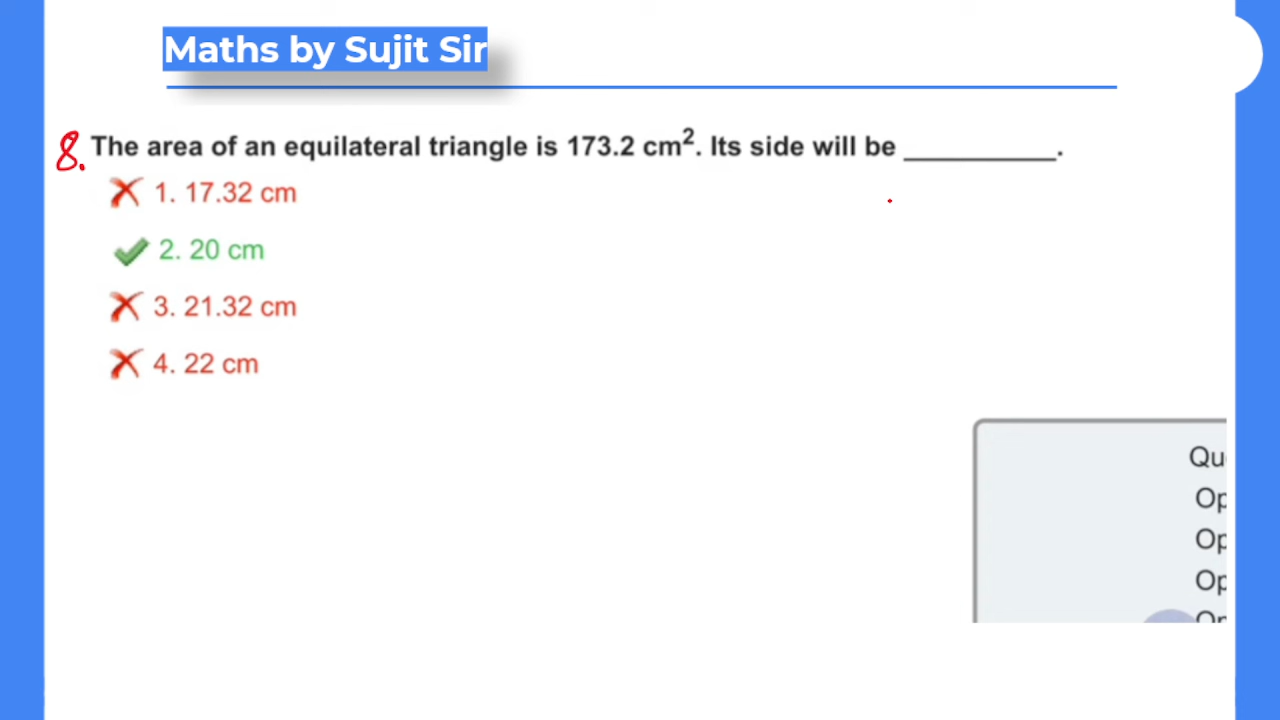 Maths by Sujit Sir
8. The area of an equilateral triangle is 173.2 cm². Its side will be __________.
1. 17.32 cm
2. 20 cm
3. 21.32 cm
4. 22 cm
Qu
Op
Op
Op